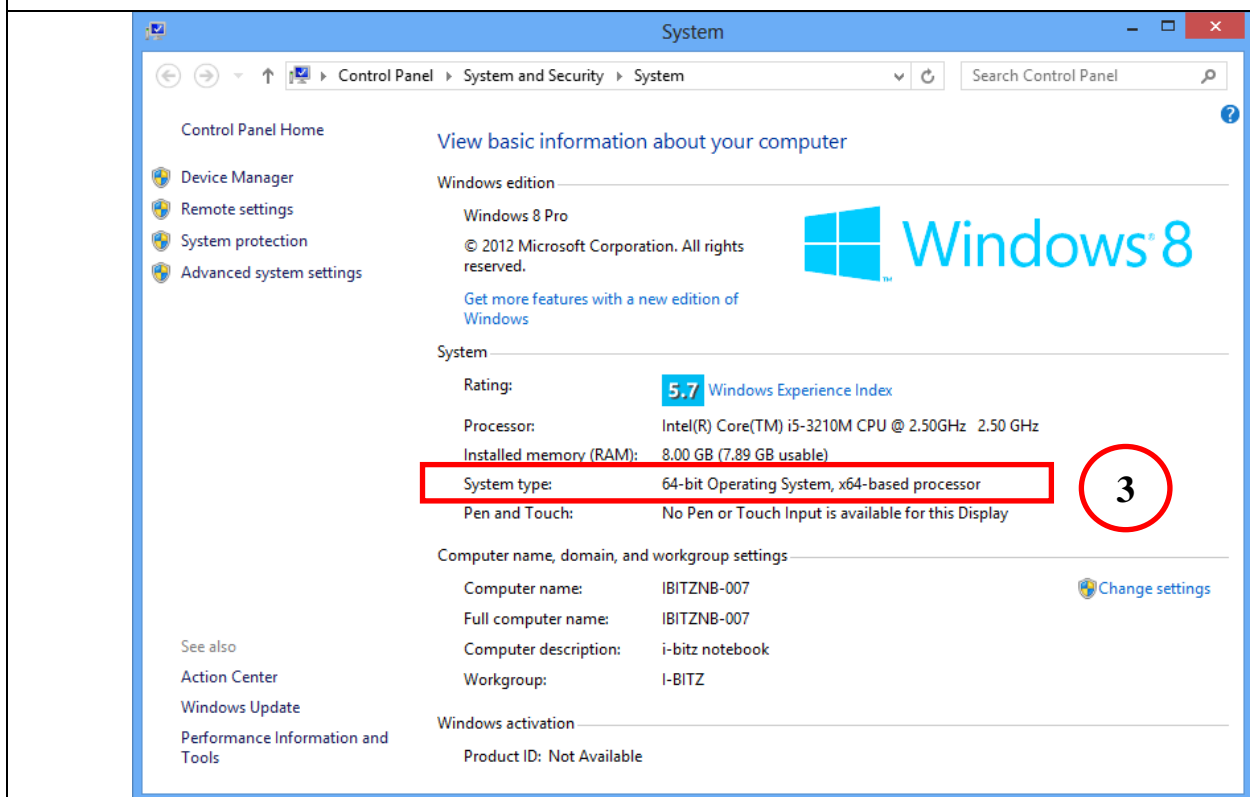 System
Control Panel System and Security System
Search Control Panel
Control Panel Home
Device Manager
Remote settings
System protection
Advanced system settings
View basic information about your computer
Windows edition
Windows 8 Pro
© 2012 Microsoft Corporation. All rights
reserved.
Get more features with a new edition of
Windows
Windows 8
TM
System
Rating: 5.7 Windows Experience Index
Processor: Intel(R) Core(TM) i5-3210M CPU @ 2.50GHz 2.50 GHz
Installed memory (RAM): 8.00 GB (7.89 GB usable)
System type: 64-bit Operating System, x64-based processor
3
Pen and Touch: No Pen or Touch Input is available for this Display
Computer name, domain, and workgroup settings
Computer name: IBITZNB-007
Change settings
Full computer name: IBITZNB-007
Computer description: i-bitz notebook
Workgroup: I-BITZ
Windows activation
Product ID: Not Available
See also
Action Center
Windows Update
Performance Information and
Tools